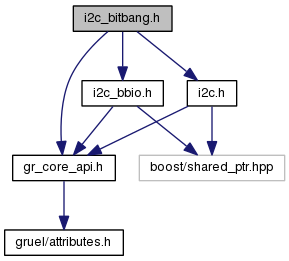 i2c_bitbang.h
i2c_bbio.h
i2c.h
gr_core_api.h
boost/shared_ptr.hpp
gruel/attributes.h